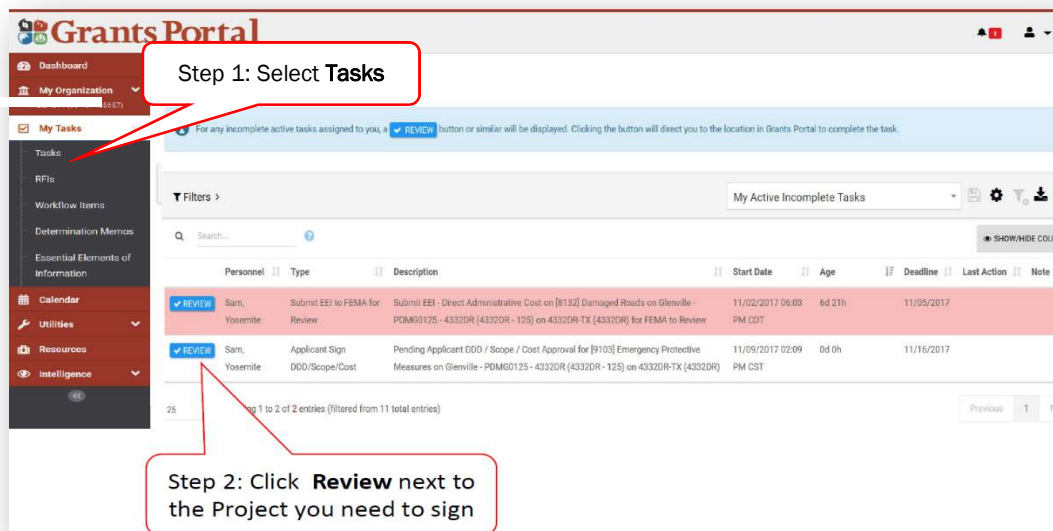 Grants Portal
1
Step 1: Select Tasks
Dashboard
My Organization
5657)
My Tasks
For any incomplete active tasks assigned to you, a REVIEW button or similar will be displayed. Clicking the button will direct you to the location in Grants Portal to complete the task.
Tasks
RFIs
Workflow Items
Determination Memos
Essential Elements of
Information
Calendar
Utilities
Resources
Intelligence
Filters >
My Active Incomplete Tasks
Search...
SHOW/HIDE COL
Personnel Type Description Start Date Age Deadline Last Action Note
REVIEW Sam, Submit EEI to FEMA for Submit EEI - Direct Administrative Cost on [8132] Damaged Roads on Glenville - 11/02/2017 06:03 6d 21h 11/05/2017
Yosemite Review PDMG0125 - 4332DR (4332DR - 125) on 4332DR-TX (4332DR) for FEMA to Review PM CDT
REVIEW Sam, Applicant Sign Pending Applicant DDD / Scope / Cost Approval for [9103] Emergency Protective 11/09/2017 02:09 0d 0h 11/16/2017
Yosemite DDD/Scope/Cost Measures on Glenville - PDMG0125 - 4332DR (4332DR - 125) on 4332DR-TX (4332DR) PM CST
25 1 to 2 of 2 entries (filtered from 11 total entries)
Previous 1
Step 2: Click Review next to
the Project you need to sign